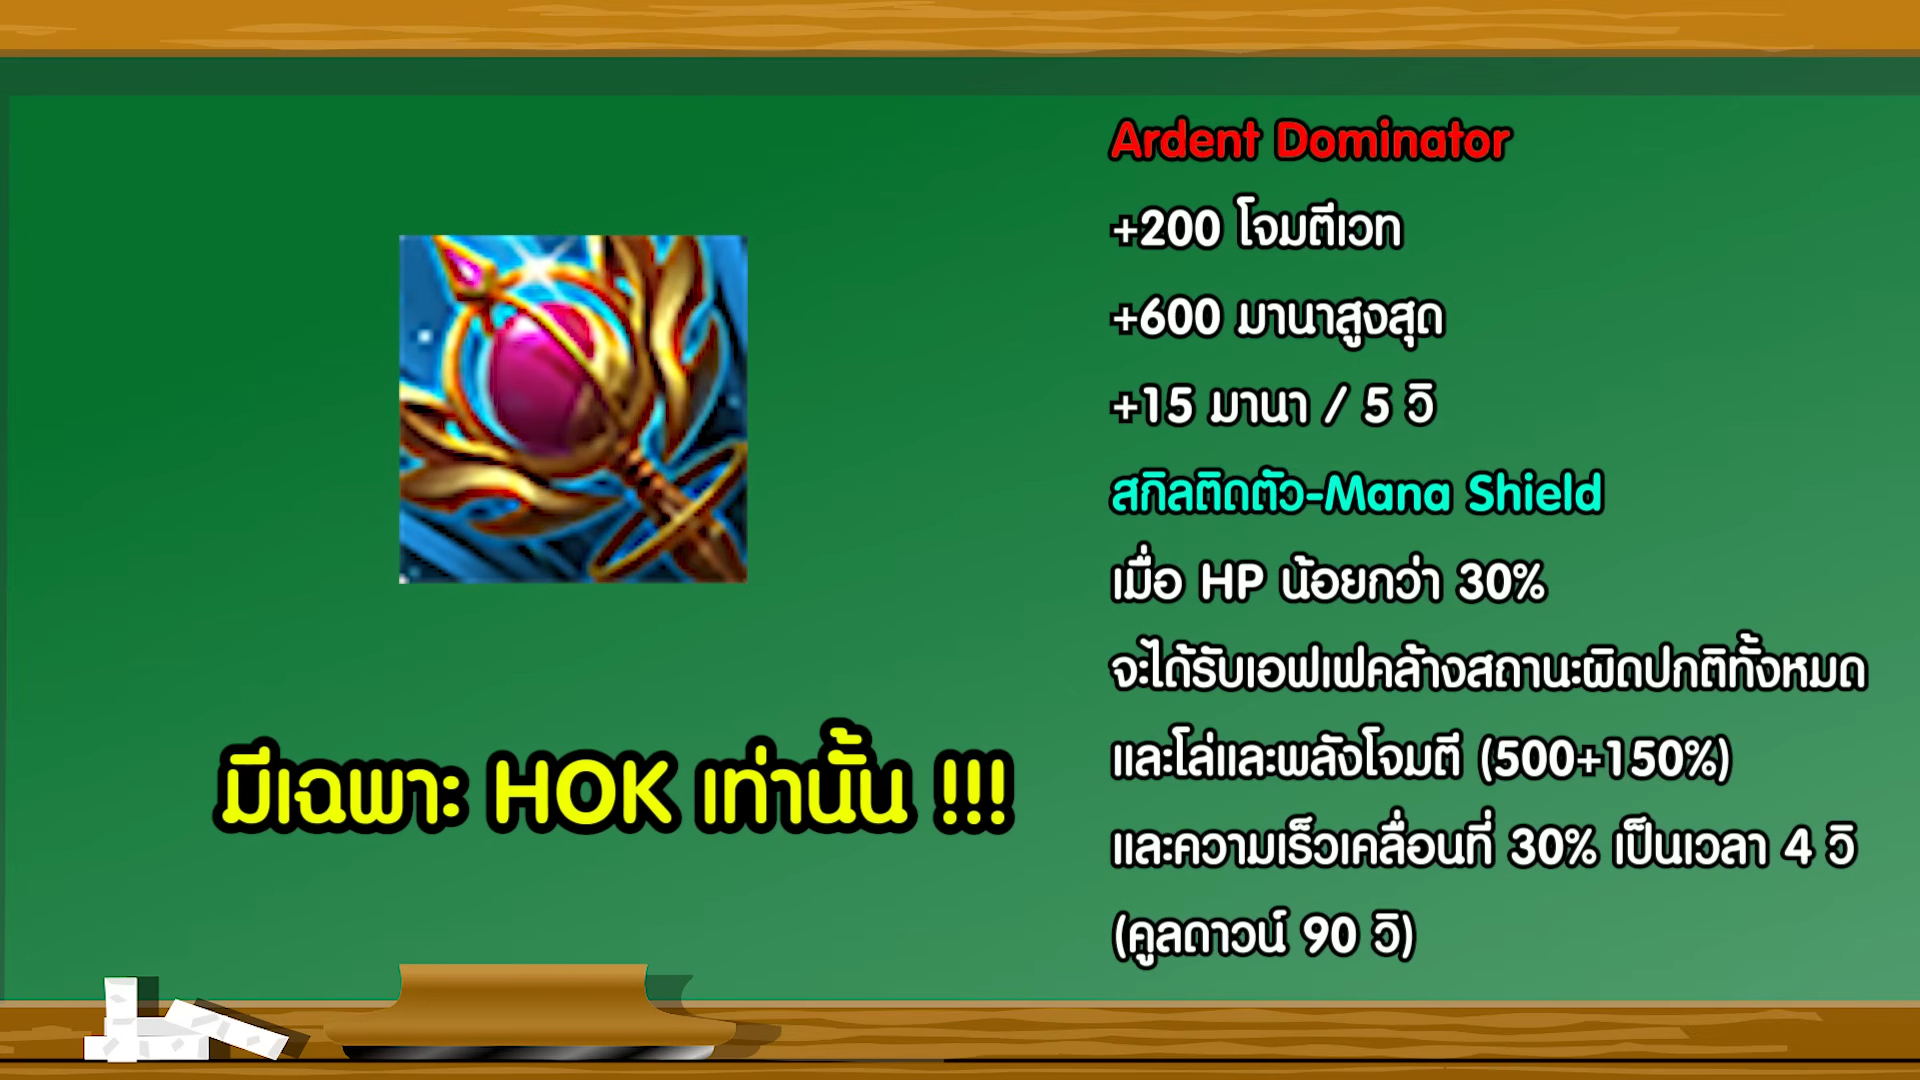 Ardent Dominator
+200 โจมตีเวท
+600 มานาสูงสุด
+15 มานา / 5 วิ
สกิลติดตัว-Mana Shield
เมื่อ HP น้อยกว่า 30%
จะได้รับเอฟเฟคล้างสถานะผิดปกติทั้งหมด
และโล่และพลังโจมตี (500+150%)
และความเร็วเคลื่อนที่ 30% เป็นเวลา 4 วิ
(คูลดาวน์ 90 วิ)
มีเฉพาะ HOK เท่านั้น !!!